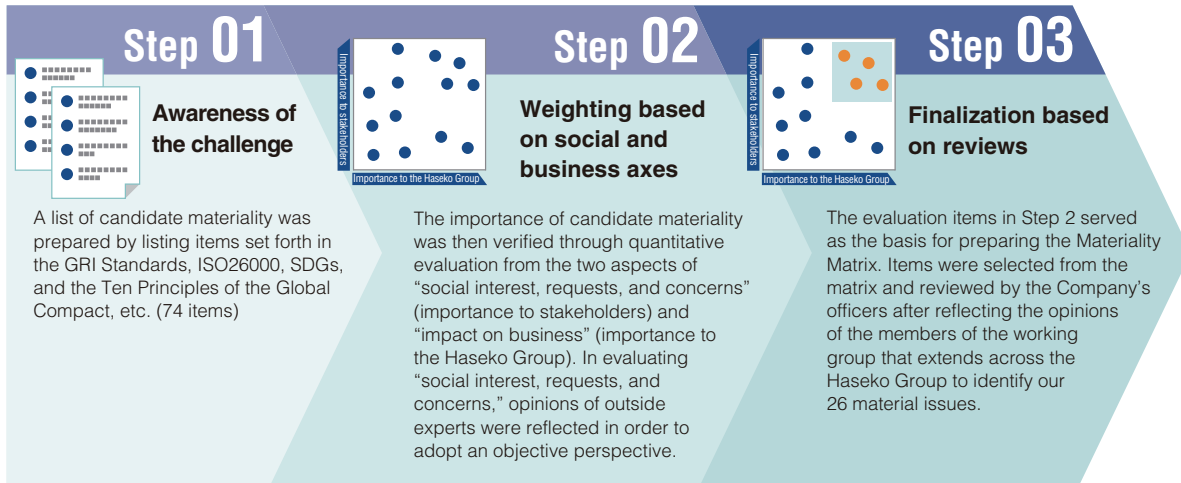 Step 01
Awareness of
the challenge
A list of candidate materiality was
prepared by listing items set forth in
the GRI Standards, ISO26000, SDGs,
and the Ten Principles of the Global
Compact, etc. (74 items)
Importance to stakeholders
Importance to the Haseko Group
Step 02
Weighting based
on social and
business axes
The importance of candidate materiality
was then verified through quantitative
evaluation from the two aspects of
“social interest, requests, and concerns”
(importance to stakeholders) and
“impact on business” (importance to
the Haseko Group). In evaluating
“social interest, requests, and
concerns,” opinions of outside
experts were reflected in order to
adopt an objective perspective.
Importance to stakeholders
Importance to the Haseko Group
Step 03
Finalization based
on reviews
The evaluation items in Step 2 served
as the basis for preparing the Materiality
Matrix. Items were selected from the
matrix and reviewed by the Company’s
officers after reflecting the opinions
of the members of the working
group that extends across the
Haseko Group to identify our
26 material issues.